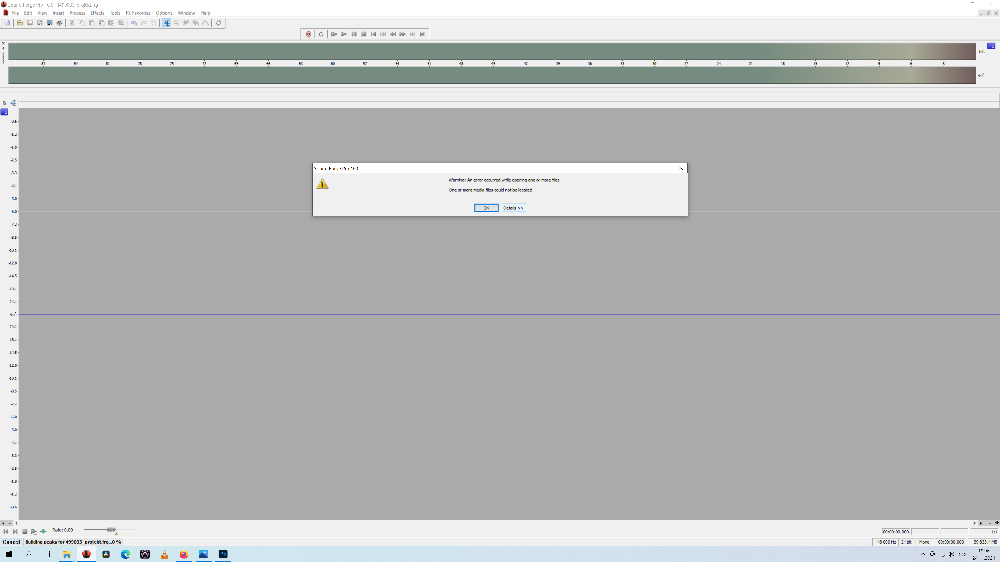 Sound Forge Pro 10.0 - [499033_projekt.frg]
File Edit View Insert Process Effects Tools FX Favorites Options Window Help
-Inf. 1
87 84 81 78 75 72 69 66 63 60 57 54 51 48 45 42 39 36 33 30 27 24 21 18 15 12 9 6 3
-Inf.
1
-0,6
-1,2
-1,8
-2,5
-3,3
-4,1
-5,0
-6,0
-7,2
-8,5
-10,1
-12,0
-14,5
-18,1
-24,1
-Inf.
-24,1
-18,1
-14,5
-12,0
-10,1
-8,5
-7,2
-6,0
-5,0
-4,1
-3,3
-2,5
-1,8
-1,2
-0,6
Sound Forge Pro 10.0
Warning: An error occurred while opening one or more files.
One or more media files could not be located.
OK Details >>
Rate: 0,00
00:00:00,000 1:1
Cancel Building peaks for 499033_projekt.frg...0 %
48 000 Hz 24 bit Mono 00:00:00,000 39 833,4 MB
Ps
CES
19:06
24.11.2021